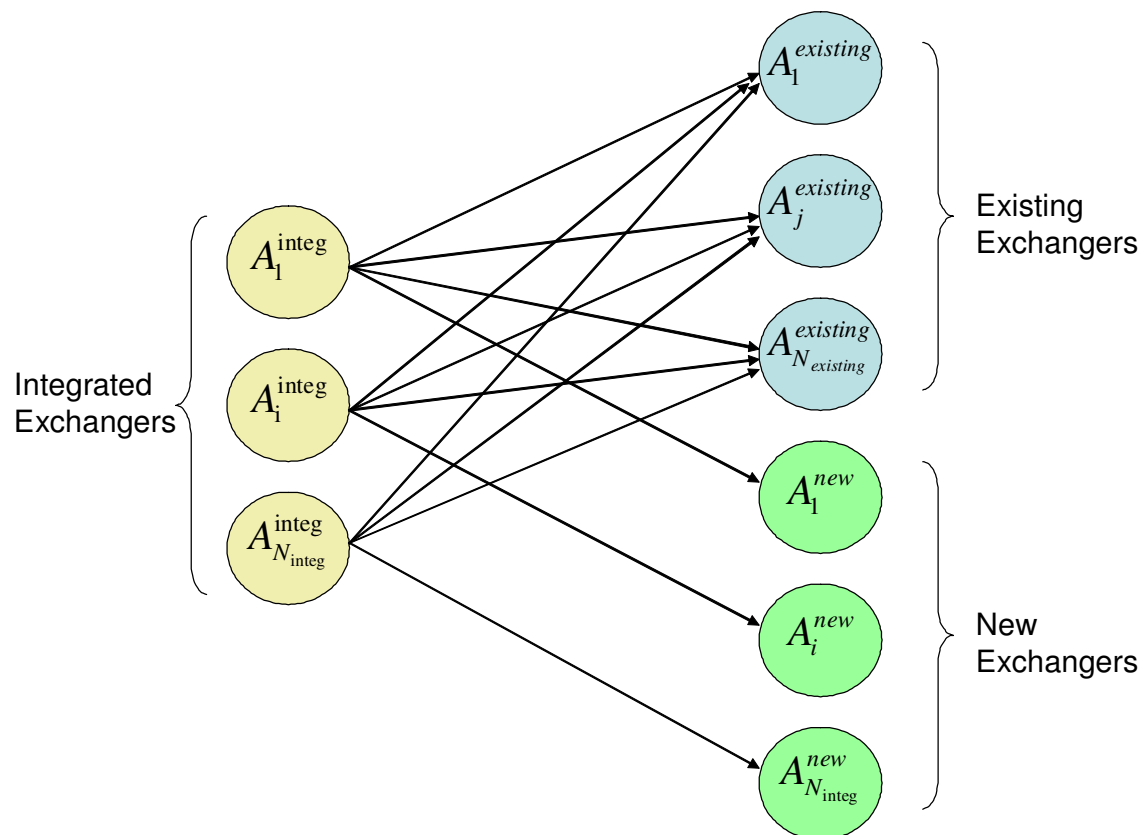 Integrated
Exchangers
A_1^integ
A_i^integ
A_{N_integ}^integ
A_1^existing
A_j^existing
A_{N_existing}^existing
Existing
Exchangers
A_1^new
A_i^new
A_{N_integ}^new
New
Exchangers